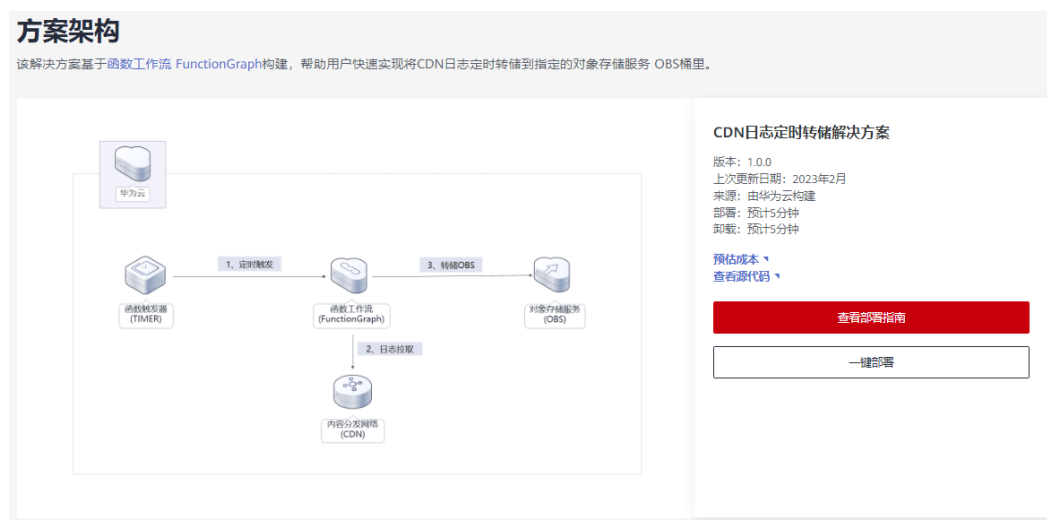 方案架构
该解决方案基于函数工作流 FunctionGraph构建，帮助用户快速实现将CDN日志定时转储到指定的对象存储服务 OBS桶里。
华为云
1、定时触发
3、转储OBS
函数触发器
(TIMER)
函数工作流
(FunctionGraph)
对象存储服务
(OBS)
2、日志拉取
内容分发网络
(CDN)
CDN日志定时转储解决方案
版本：1.0.0
上次更新日期：2023年2月
来源：由华为云构建
部署：预计5分钟
卸载：预计5分钟
预估成本
查看源代码
查看部署指南
一键部署